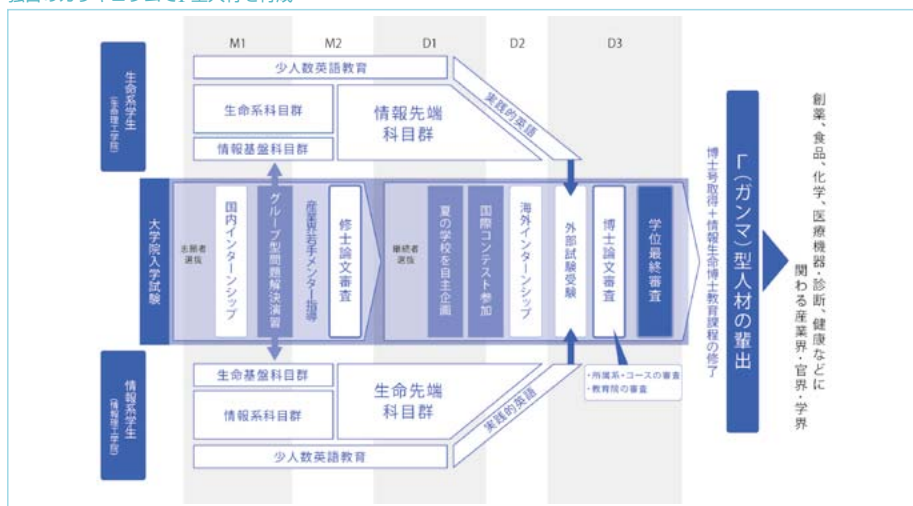 M1
M2
D1
D2
D3
生命系学生
(生命理工学院)
少人数英語教育
生命系科目群
情報基盤科目群
情報先端
科目群
実践的英語
大学院入学試験
志願者
選抜
国内インターンシップ
グループ型問題解決演習
産業界若手メンター指導
修士論文審査
継続者
選抜
夏の学校を自主企画
国際コンテスト参加
海外インターンシップ
外部試験受験
博士論文審査
学位最終審査
・所属系・コースの審査
・教育院の審査
博士号取得+情報生命博士教育課程の修了
Γ(ガンマ)型人材の輩出
創薬、食品、化学、医療機器・診断、健康などに
関わる産業界・官界・学界
情報系学生
(情報理工学院)
生命基盤科目群
情報系科目群
生命先端
科目群
実践的英語
少人数英語教育